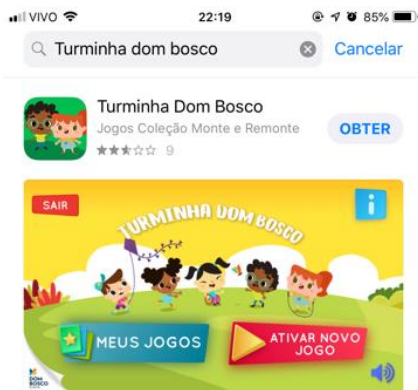 VIVO 22:19 85%
Turminha dom bosco Cancelar
Turminha Dom Bosco
Jogos Coleção Monte e Remonte
OBTER
9
SAIR
i
TURMINHA DOM BOSCO
MEUS JOGOS
ATIVAR NOVO
JOGO
DOM
BOSCO